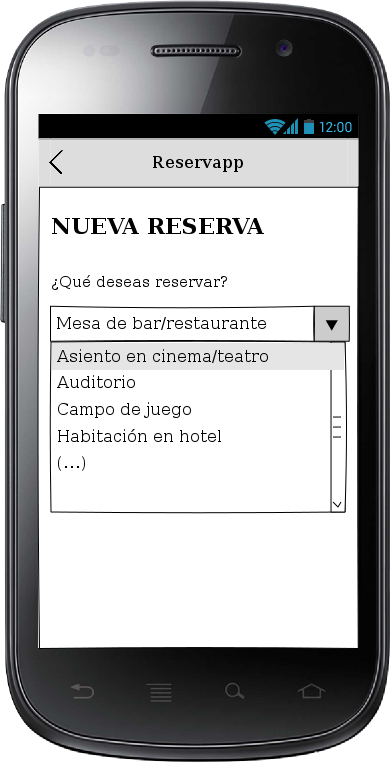 12:00
Reservapp
NUEVA RESERVA
¿Qué deseas reservar?
Mesa de bar/restaurante
Asiento en cinema/teatro
Auditorio
Campo de juego
Habitación en hotel
(...)